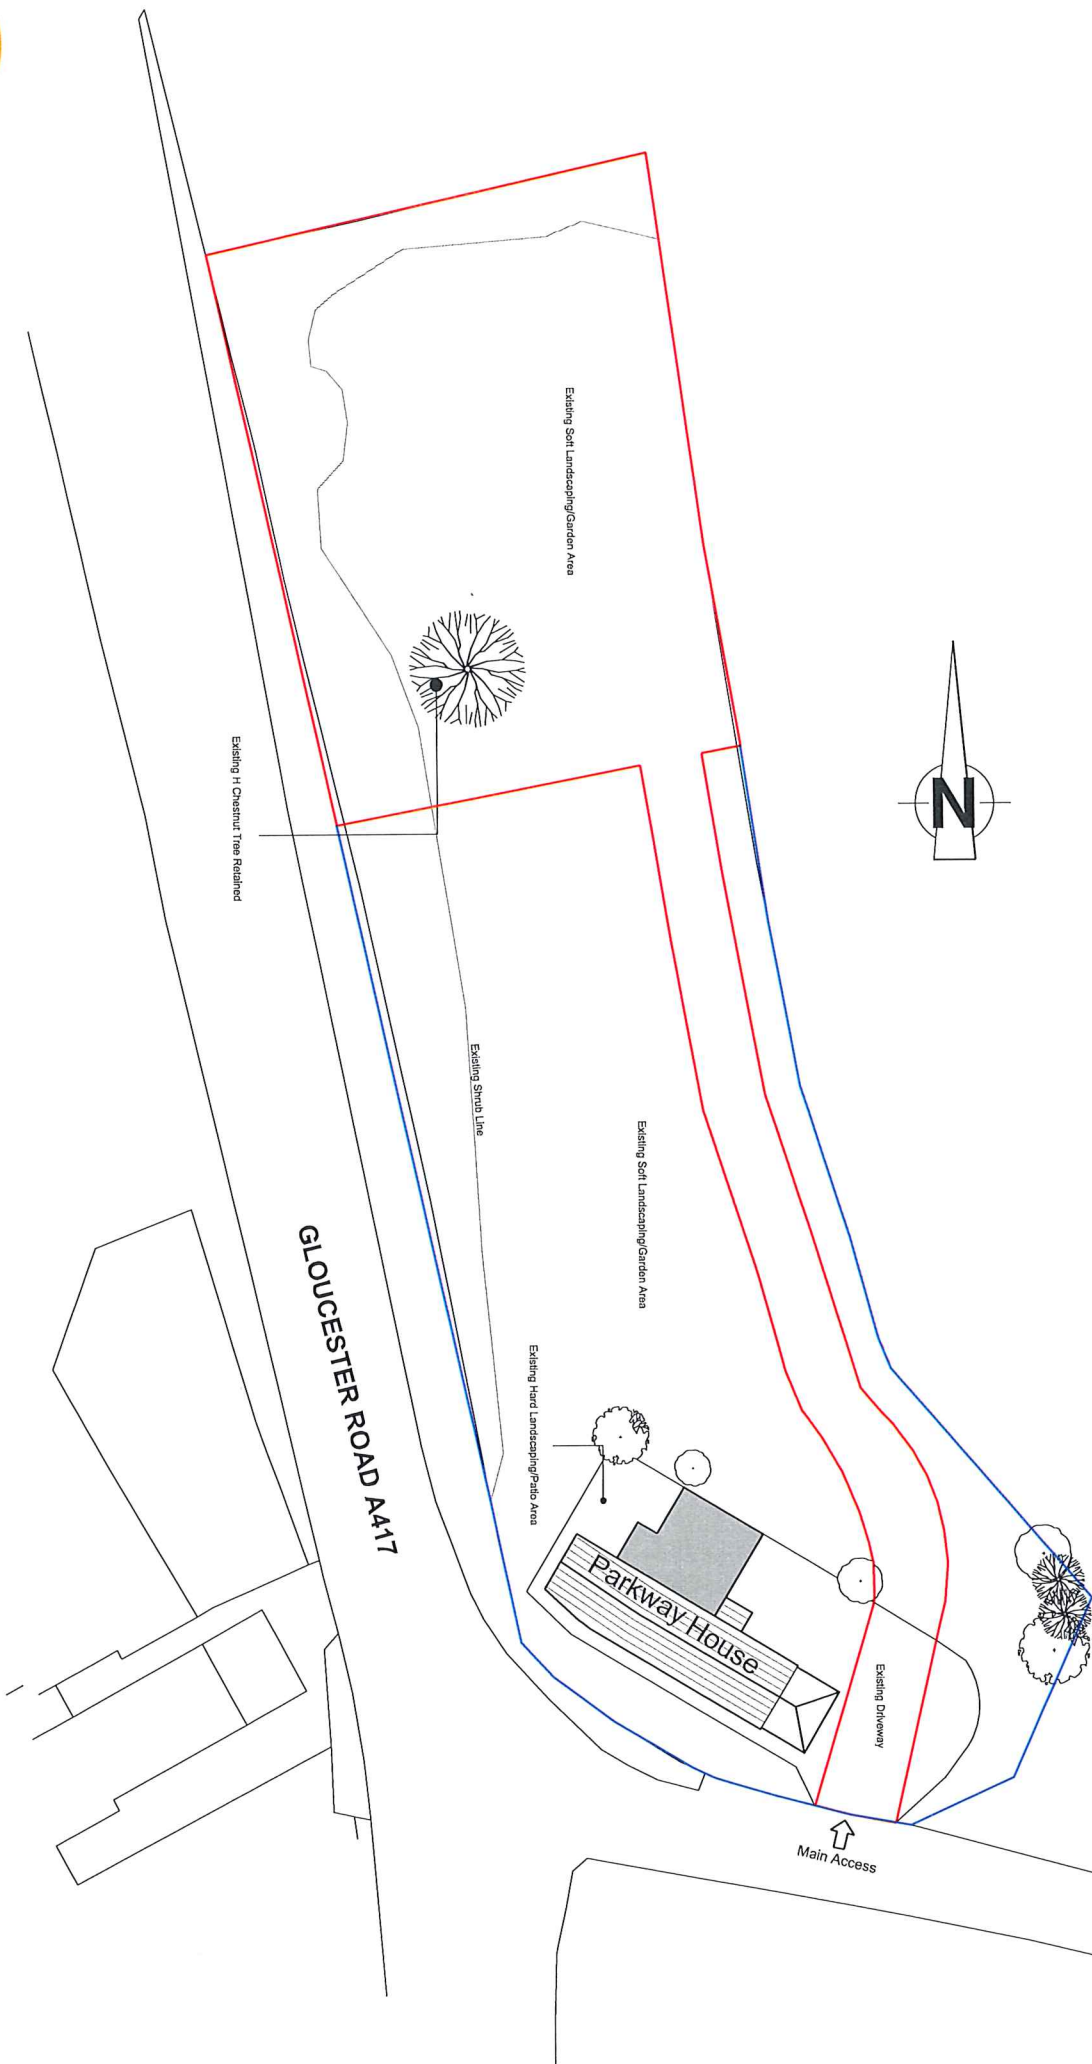 Existing Soft Landscaping/Garden Area
Existing H Chestnut Tree Retained
N
Existing Shrub Line
Existing Soft Landscaping/Garden Area
GLOUCESTER ROAD A417
Existing Hard Landscaping/Patio Area
Parkway House
Existing Driveway
Main Access